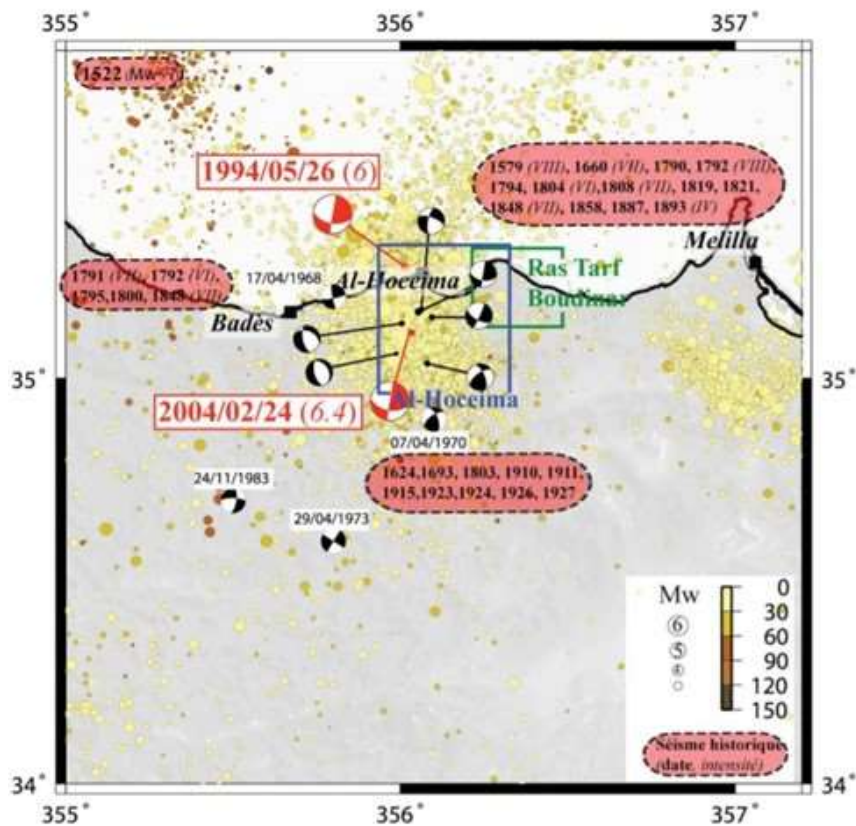 355° 356° 357°
1522 (Mw ~7)
1994/05/26 (6)
1579 (VIII), 1660 (VII), 1790, 1792 (VIII),
1794, 1804 (VI),1808 (VII), 1819, 1821,
1848 (VII), 1858, 1887, 1893 (IV)
Melilla
1791 (VII), 1792 (VI),
1795,1800, 1848 (VII)
17/04/1968
Al-Hoceima
Ras Tarf
Boudinar
Badès
35° 35°
2004/02/24 (6.4)
Al-Hoceima
07/04/1970
24/11/1983
1624,1693, 1803, 1910, 1911,
1915,1923,1924, 1926, 1927
29/04/1973
Mw
6
5
4
0
30
60
90
120
150
Séisme historique
(date, intensité)
34° 34°
355° 356° 357°